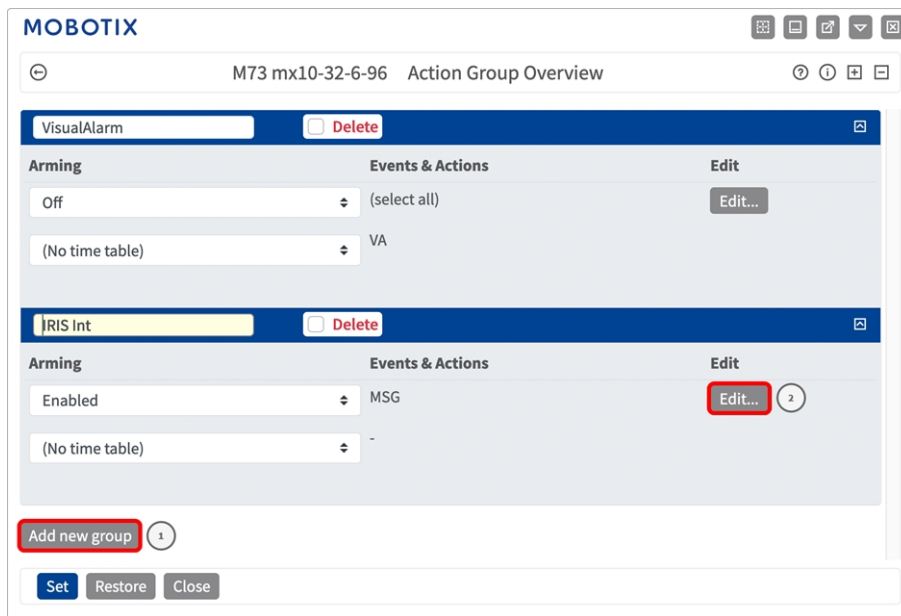 MOBOTIX
M73 mx10-32-6-96 Action Group Overview
VisualAlarm Delete
Arming Events & Actions Edit
Off (select all) Edit...
(No time table) VA
IRIS Int Delete
Arming Events & Actions Edit
Enabled MSG Edit... 2
(No time table) -
Add new group 1
Set Restore Close